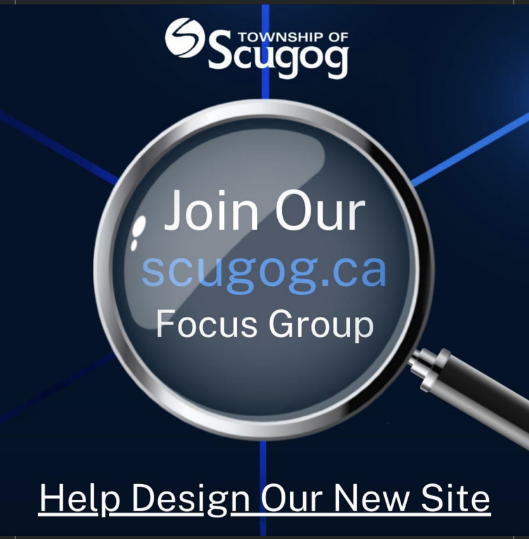 TOWNSHIP OF
Scugog
Join Our
scugog.ca
Focus Group
Help Design Our New Site